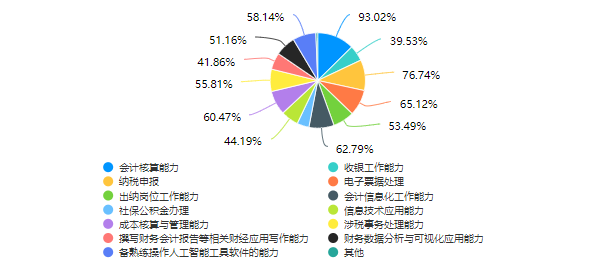 58.14% 93.02%
51.16% 39.53%
41.86% 76.74%
55.81% 65.12%
60.47% 53.49%
44.19% 62.79%
会计核算能力 收银工作能力
纳税申报 电子票据处理
出纳岗位工作能力 会计信息化工作能力
社保公积金办理 信息技术应用能力
成本核算与管理能力 涉税事务处理能力
撰写财务会计报告等相关财经应用写作能力 财务数据分析与可视化应用能力
备熟练操作人工智能工具软件的能力 其他